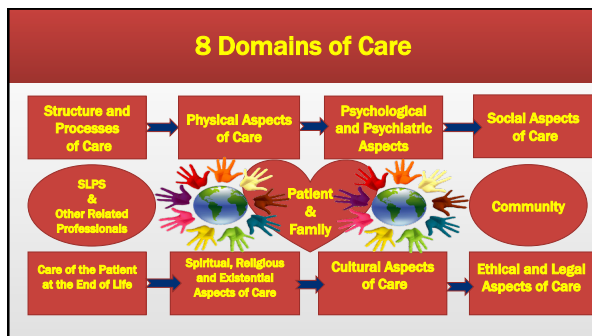 8 Domains of Care
Structure and
Processes
of Care
Physical Aspects
of Care
Psychological
and Psychiatric
Aspects
Social Aspects
of Care
SLPS
&
Other Related
Professionals
Patient
&
Family
Community
Care of the Patient
at the End of Life
Spiritual, Religious
and Existential
Aspects of Care
Cultural Aspects
of Care
Ethical and Legal
Aspects of Care